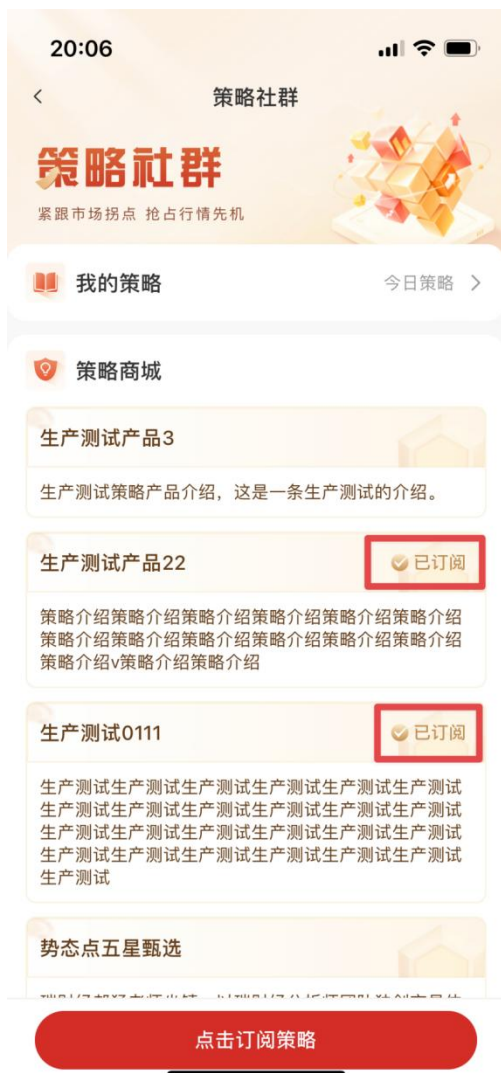 20:06
策略社群
策略社群
紧跟市场拐点 抢占行情先机
我的策略
今日策略
策略商城
生产测试产品3
生产测试策略产品介绍，这是一条生产测试的介绍。
生产测试产品22
已订阅
策略介绍策略介绍策略介绍策略介绍策略介绍策略介绍
策略介绍策略介绍策略介绍策略介绍策略介绍策略介绍
策略介绍v策略介绍策略介绍
生产测试0111
已订阅
生产测试生产测试生产测试生产测试生产测试生产测试
生产测试生产测试生产测试生产测试生产测试生产测试
生产测试生产测试生产测试生产测试生产测试生产测试
生产测试生产测试生产测试生产测试生产测试生产测试
生产测试
势态点五星甄选
点击订阅策略